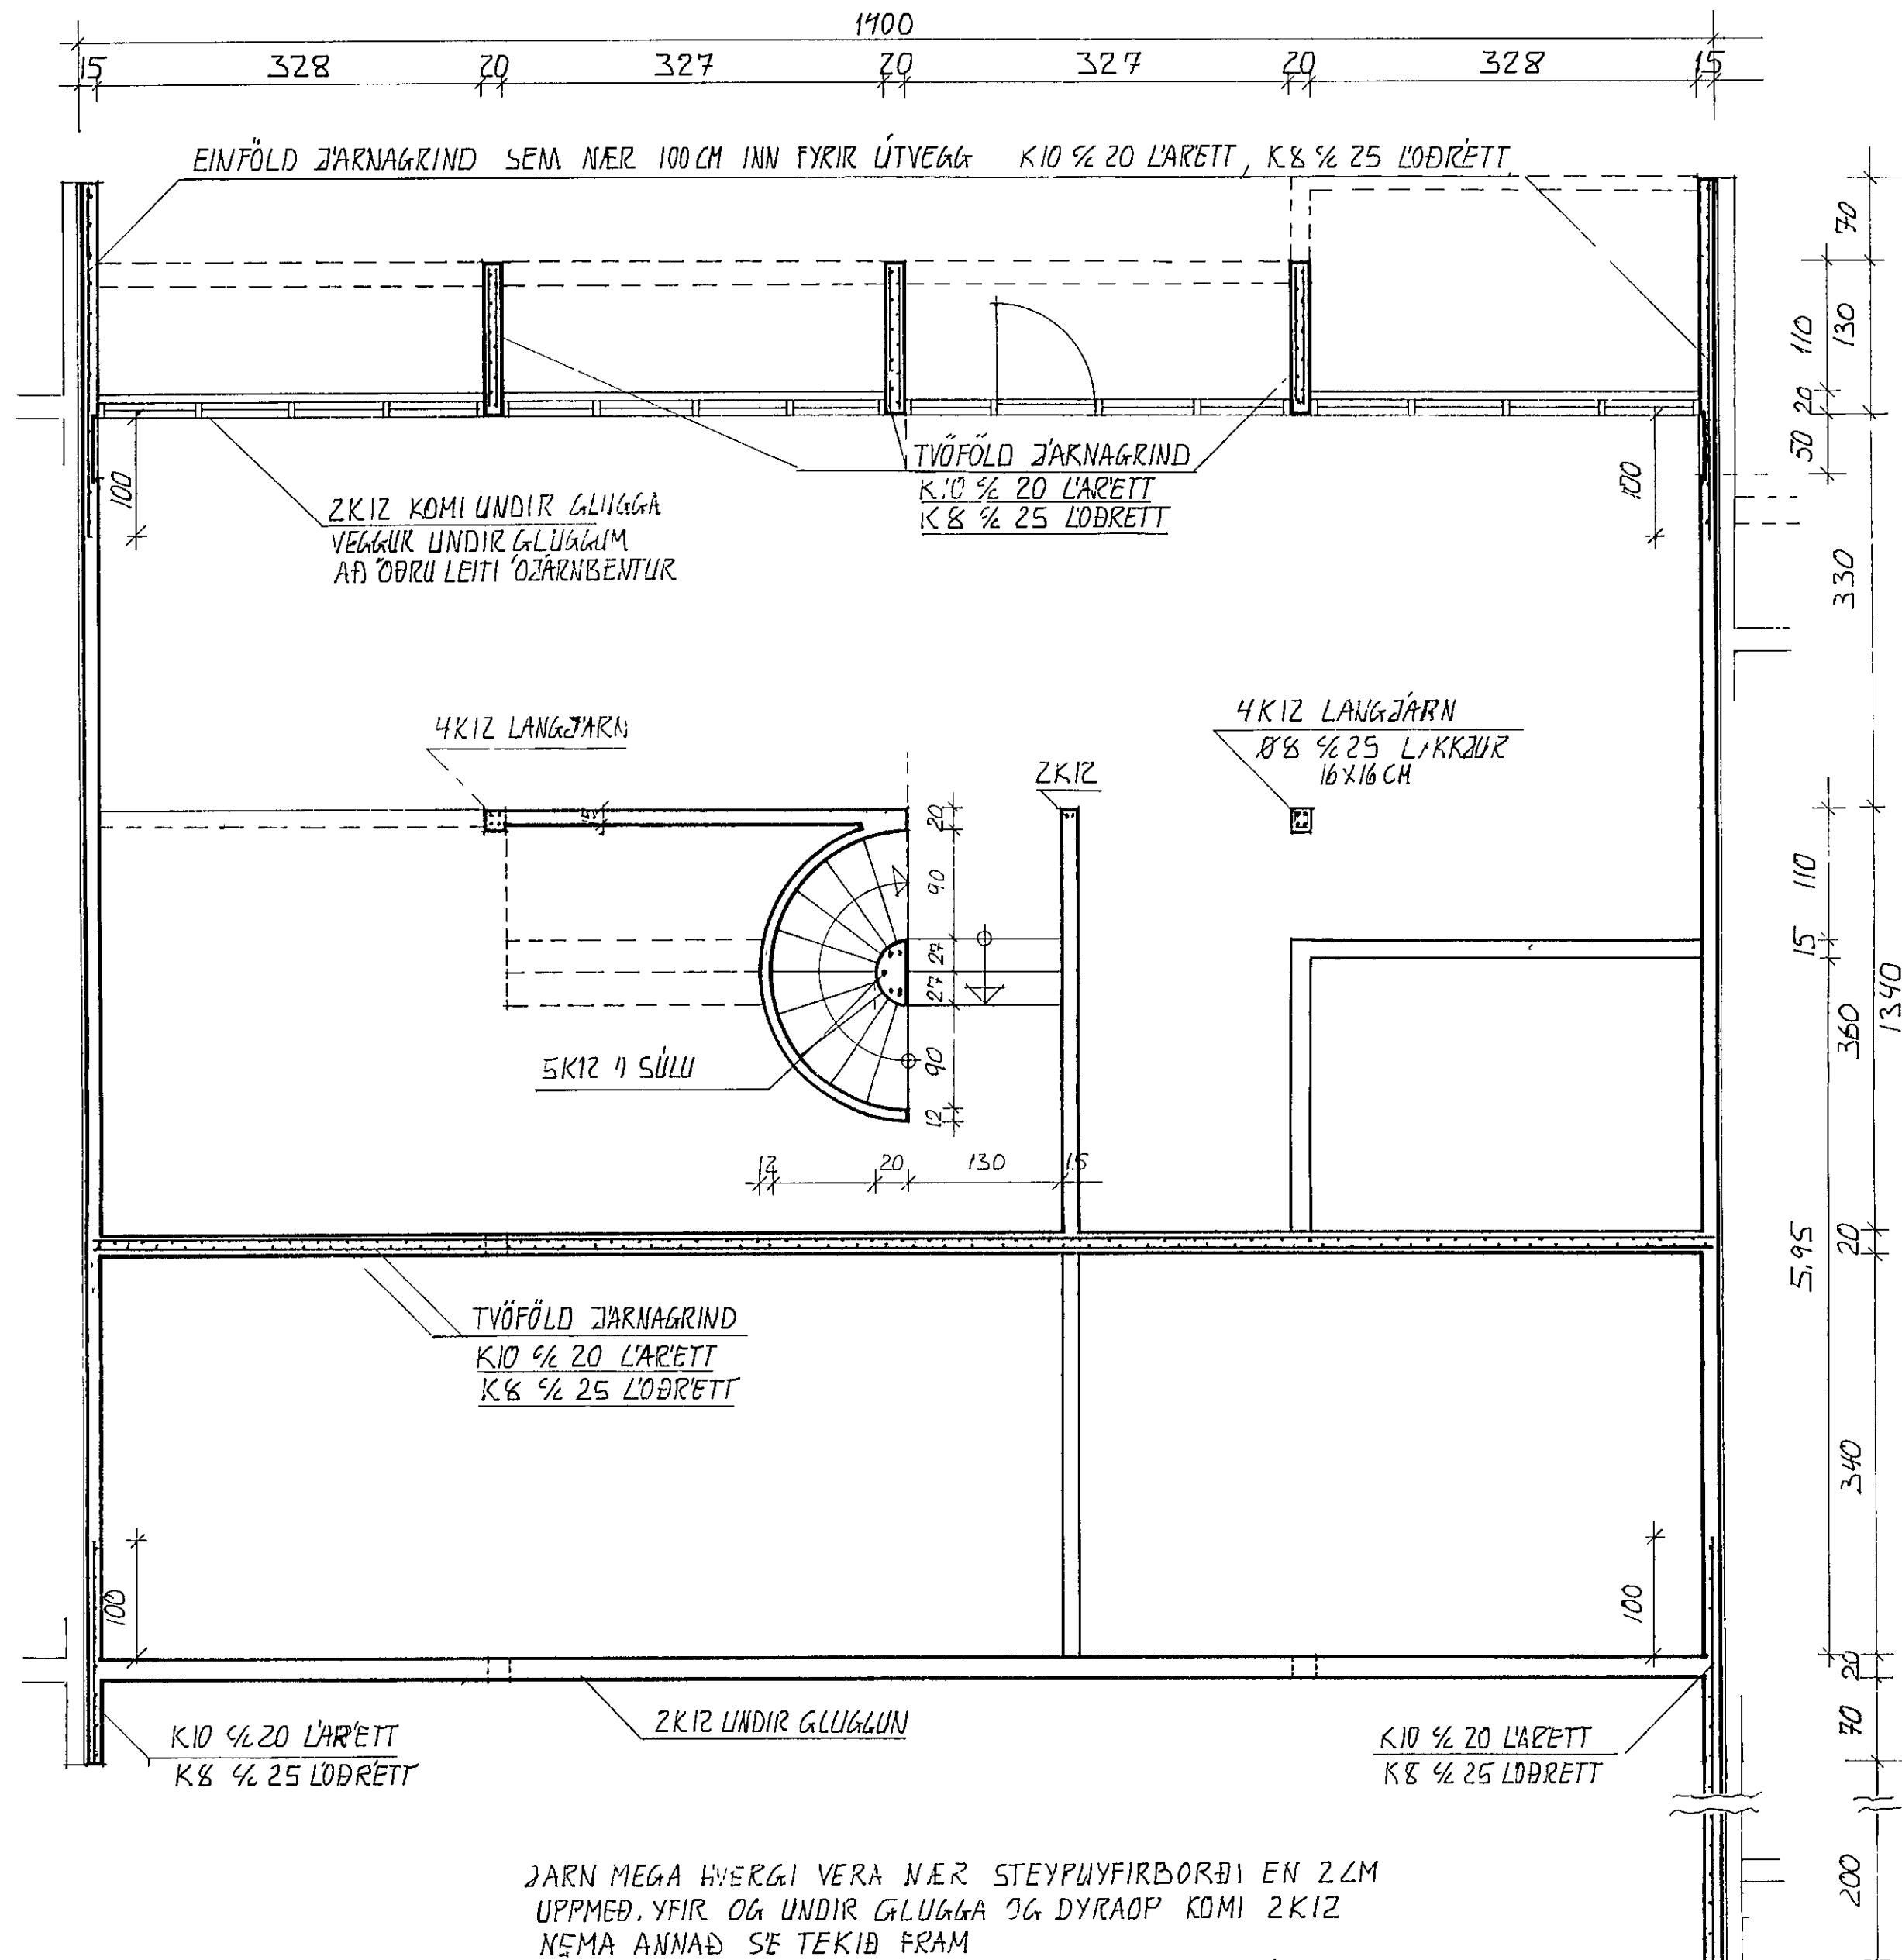 1400
15 328 20 327 20 327 20 328 15
EINFÖLD JÁRNAGRIND SEM NÆR 100 CM INN FYRIR ÚTVEGG K10 c/c 20 LÁRÉTT, K8 c/c 25 LÓÐRÉTT
70
110
130
20
50
100
100
330
TVÖFÖLD JÁRNAGRIND
K10 c/c 20 LÁRÉTT
K8 c/c 25 LÓÐRÉTT
2K12 KOMI UNDIR GLUGGA
VEGGUR UNDIR GLUGGUM
AÐ ÖÐRU LEITI ÓJÁRNBENTUR
4K12 LANGJÁRN
4K12 LANGJÁRN
Ø8 c/c 25 LYKKJUR
16X16 CM
2K12
15
20
90
27
27
90
12
110
15
360
1340
5K12 Í SÚLU
12 20 130 15
5,95
20
TVÖFÖLD JÁRNAGRIND
K10 c/c 20 LÁRÉTT
K8 c/c 25 LÓÐRÉTT
340
100
100
20
2K12 UNDIR GLUGGUN
K10 c/c 20 LÁRÉTT
K8 c/c 25 LÓÐRÉTT
K10 c/c 20 LÁRÉTT
K8 c/c 25 LÓÐRÉTT
70
200
JÁRN MEGA HVERGI VERA NÆR STEYPUYFIRBORÐI EN 2 CM
UPPMEÐ, YFIR OG UNDIR GLUGGA OG DYRAOP KOMI 2K12
NEMA ANNAÐ SÉ TEKIÐ FRAM